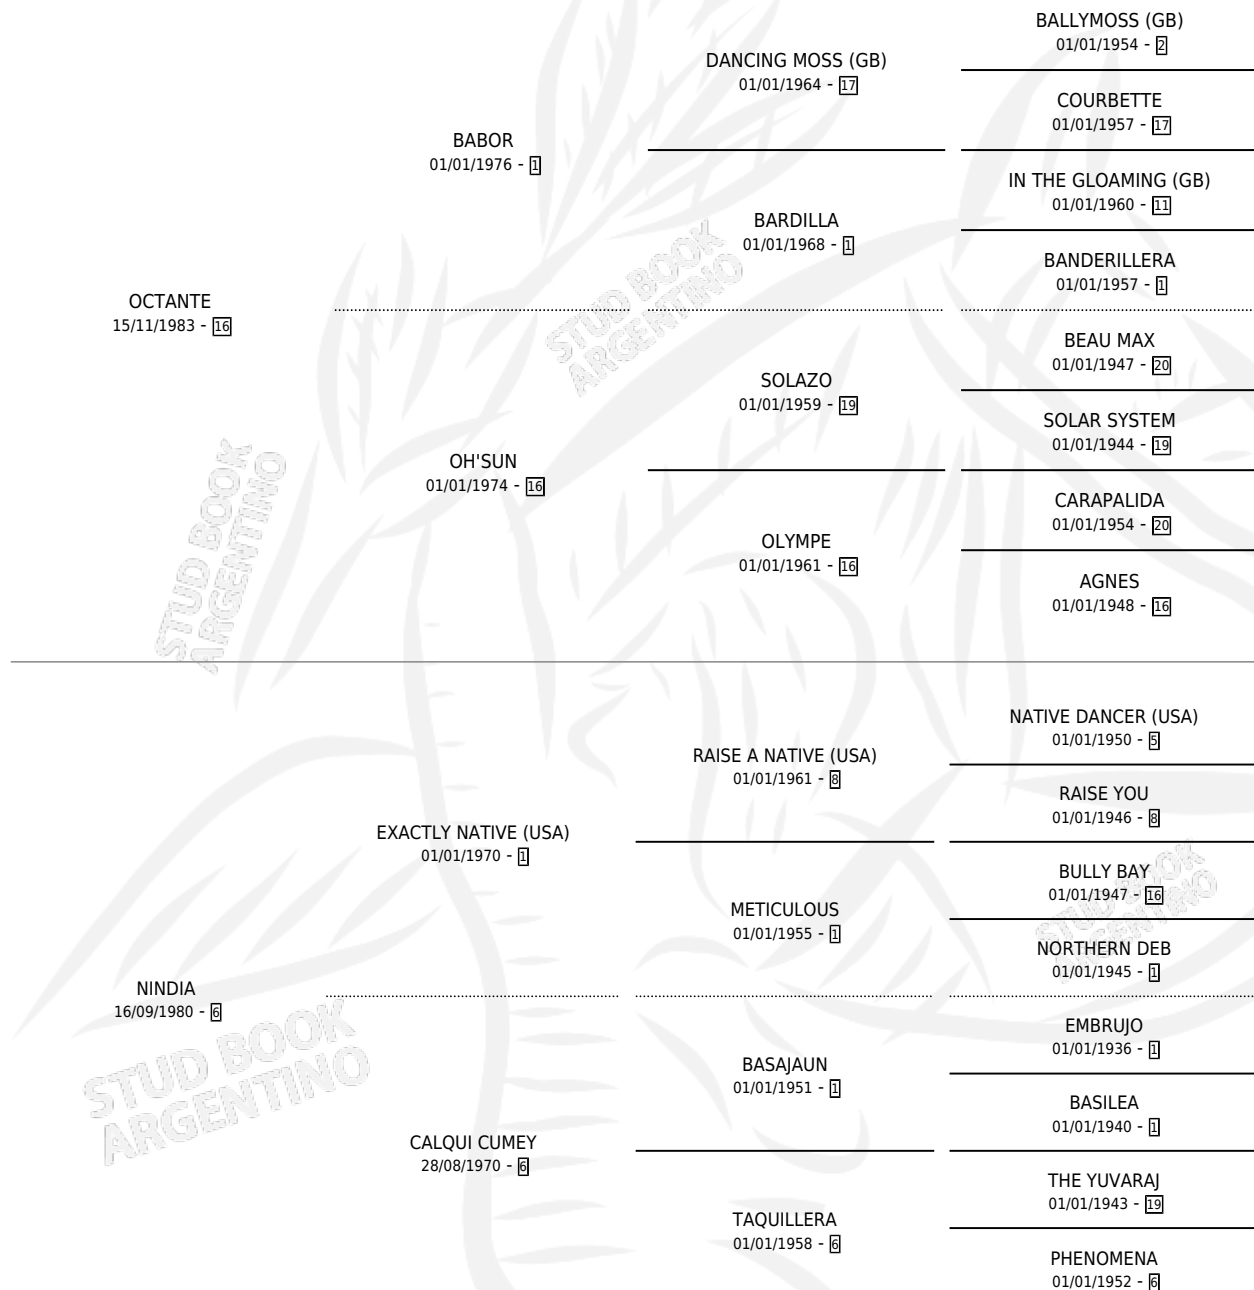 BALLYMOSS (GB)
01/01/1954 - 2
DANCING MOSS (GB)
01/01/1964 - 17
COURBETTE
01/01/1957 - 17
BABOR
01/01/1976 - 1
IN THE GLOAMING (GB)
01/01/1960 - 11
BARDILLA
01/01/1968 - 1
BANDERILLERA
01/01/1957 - 1
OCTANTE
15/11/1983 - 16
STUD BOOK
ARGENTINO
BEAU MAX
01/01/1947 - 20
SOLAZO
01/01/1959 - 19
SOLAR SYSTEM
01/01/1944 - 19
OH'SUN
01/01/1974 - 16
CARAPALIDA
01/01/1954 - 20
OLYMPE
01/01/1961 - 16
AGNES
01/01/1948 - 16
STUD BOOK
ARGENTINO
NATIVE DANCER (USA)
01/01/1950 - 5
RAISE A NATIVE (USA)
01/01/1961 - 8
RAISE YOU
01/01/1946 - 8
EXACTLY NATIVE (USA)
01/01/1970 - 1
BULLY BAY
01/01/1947 - 16
METICULOUS
01/01/1955 - 1
NORTHERN DEB
01/01/1945 - 1
STUD BOOK
ARGENTINO
NINDIA
16/09/1980 - 6
EMBRUJO
01/01/1936 - 1
BASAJAUN
01/01/1951 - 1
BASILEA
01/01/1940 - 1
STUD BOOK
ARGENTINO
CALQUI CUMEY
28/08/1970 - 6
THE YUVARAJ
01/01/1943 - 19
TAQUILLERA
01/01/1958 - 6
PHENOMENA
01/01/1952 - 6